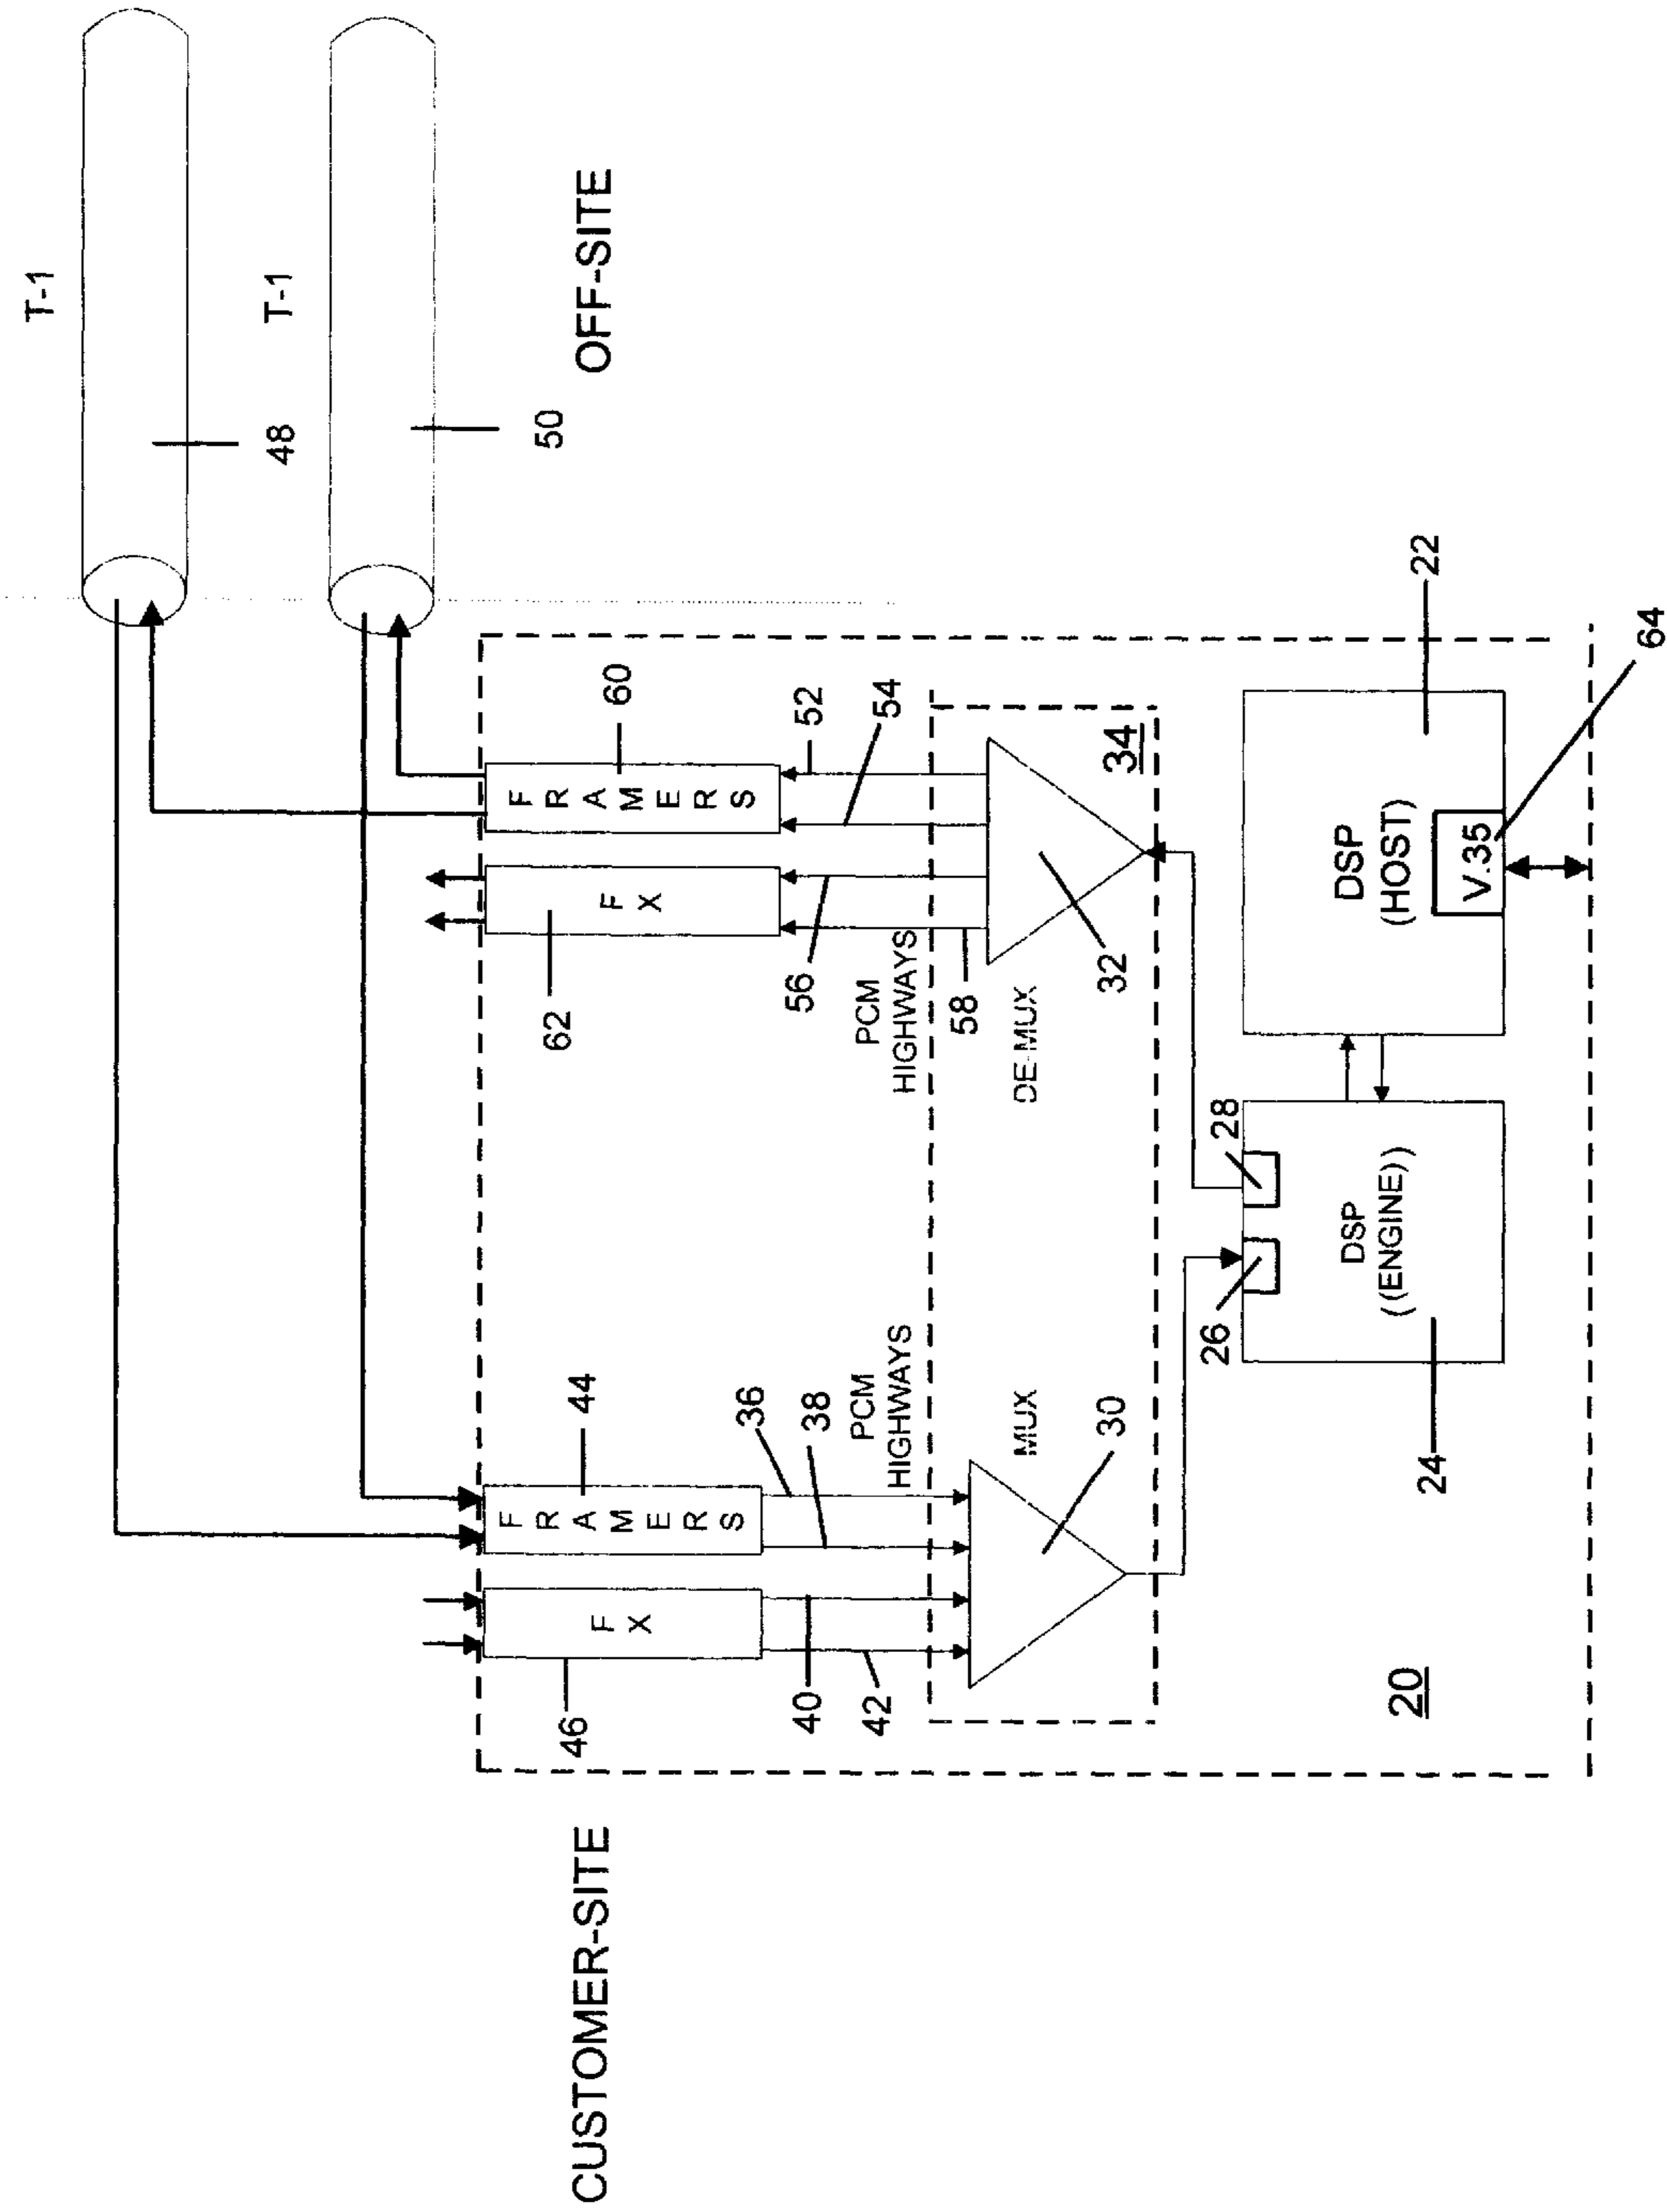 T-1
48
T-1
50
OFF-SITE
CUSTOMER-SITE
46
FX
44
FRAMERS
62
FX
60
FRAMERS
40
42
36
38
PCM
HIGHWAYS
56
PCM
HIGHWAYS
58
52
54
MUX
30
DE-MUX
32
34
26
28
DSP
((ENGINE))
24
DSP
(HOST)
V.35
22
64
20